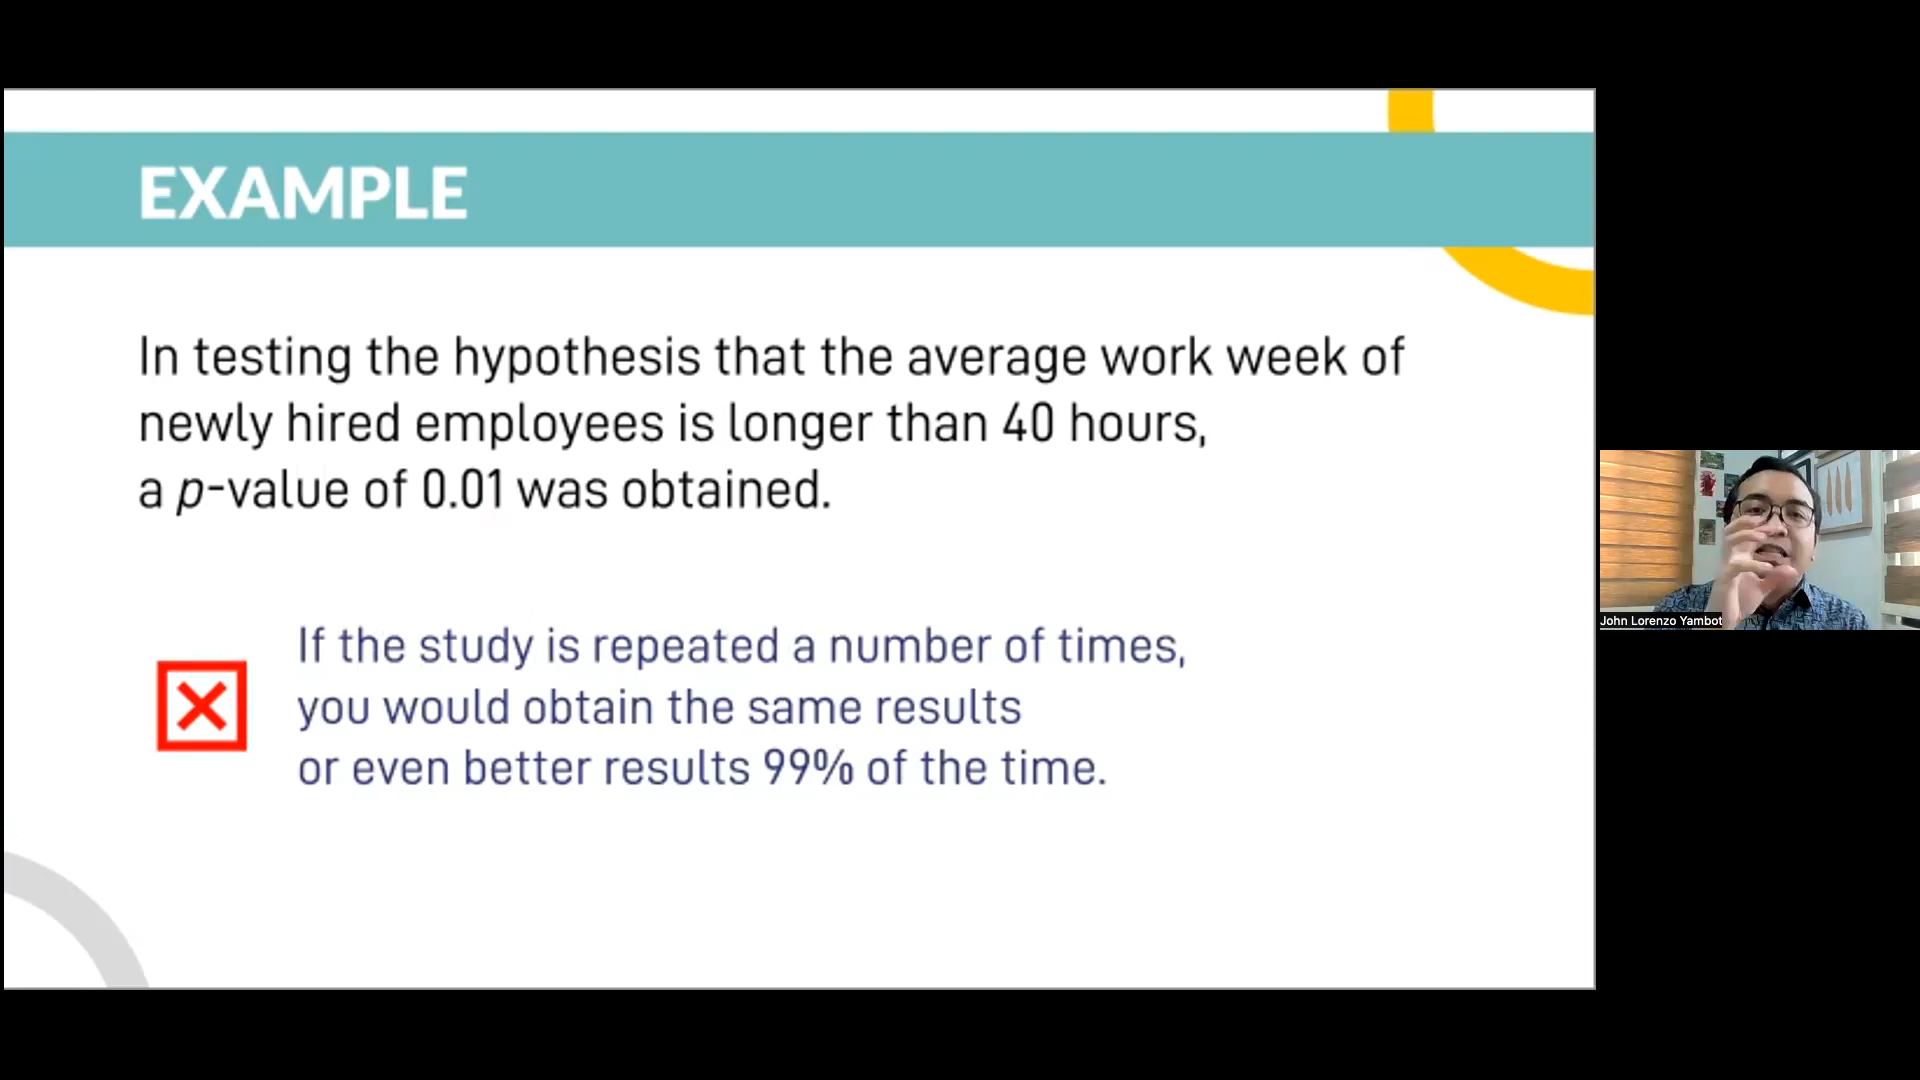 EXAMPLE
In testing the hypothesis that the average work week of
newly hired employees is longer than 40 hours,
a p-value of 0.01 was obtained.
If the study is repeated a number of times,
you would obtain the same results
or even better results 99% of the time.
John Lorenzo Yambot